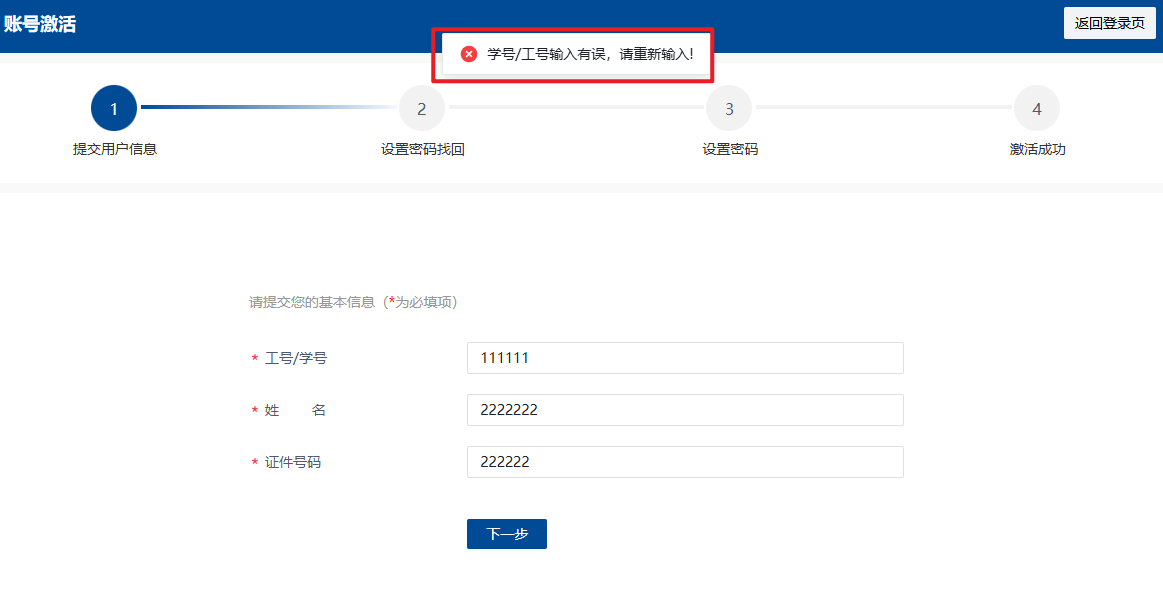 账号激活
返回登录页
学号/工号输入有误，请重新输入!
1
2
3
4
提交用户信息
设置密码找回
设置密码
激活成功
请提交您的基本信息（*为必填项）
* 工号/学号
111111
* 姓 名
2222222
* 证件号码
222222
下一步